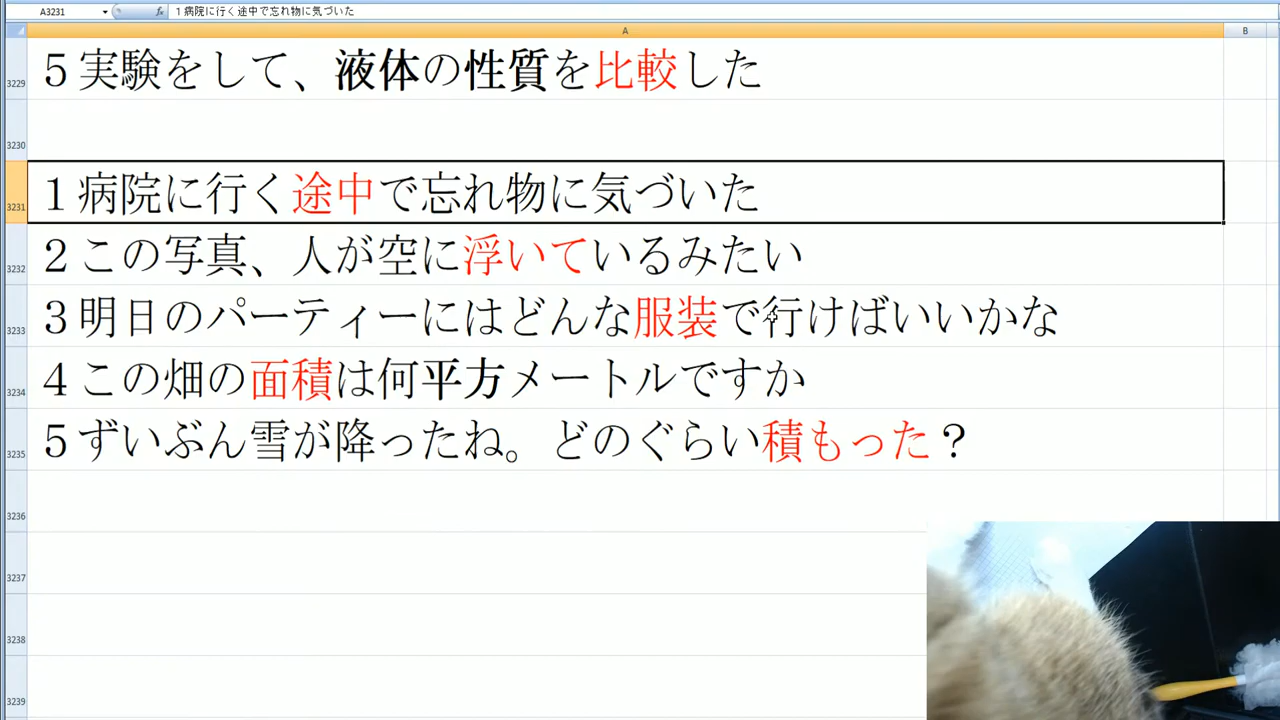 A3231 fx １病院に行く途中で忘れ物に気づいた
A B
3229 ５実験をして、液体の性質を比較した
3230
3231 １病院に行く途中で忘れ物に気づいた
3232 ２この写真、人が空に浮いているみたい
3233 ３明日のパーティーにはどんな服装で行けばいいかな
3234 ４この畑の面積は何平方メートルですか
3235 ５ずいぶん雪が降ったね。どのぐらい積もった？
3236
3237
3238
3239